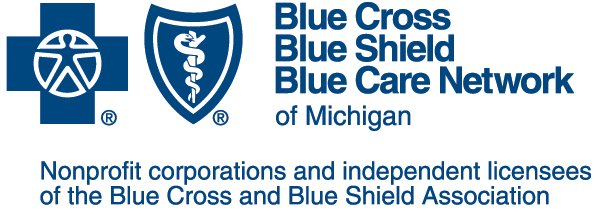 Blue Cross
Blue Shield
Blue Care Network
of Michigan
® ®
Nonprofit corporations and independent licensees
of the Blue Cross and Blue Shield Association